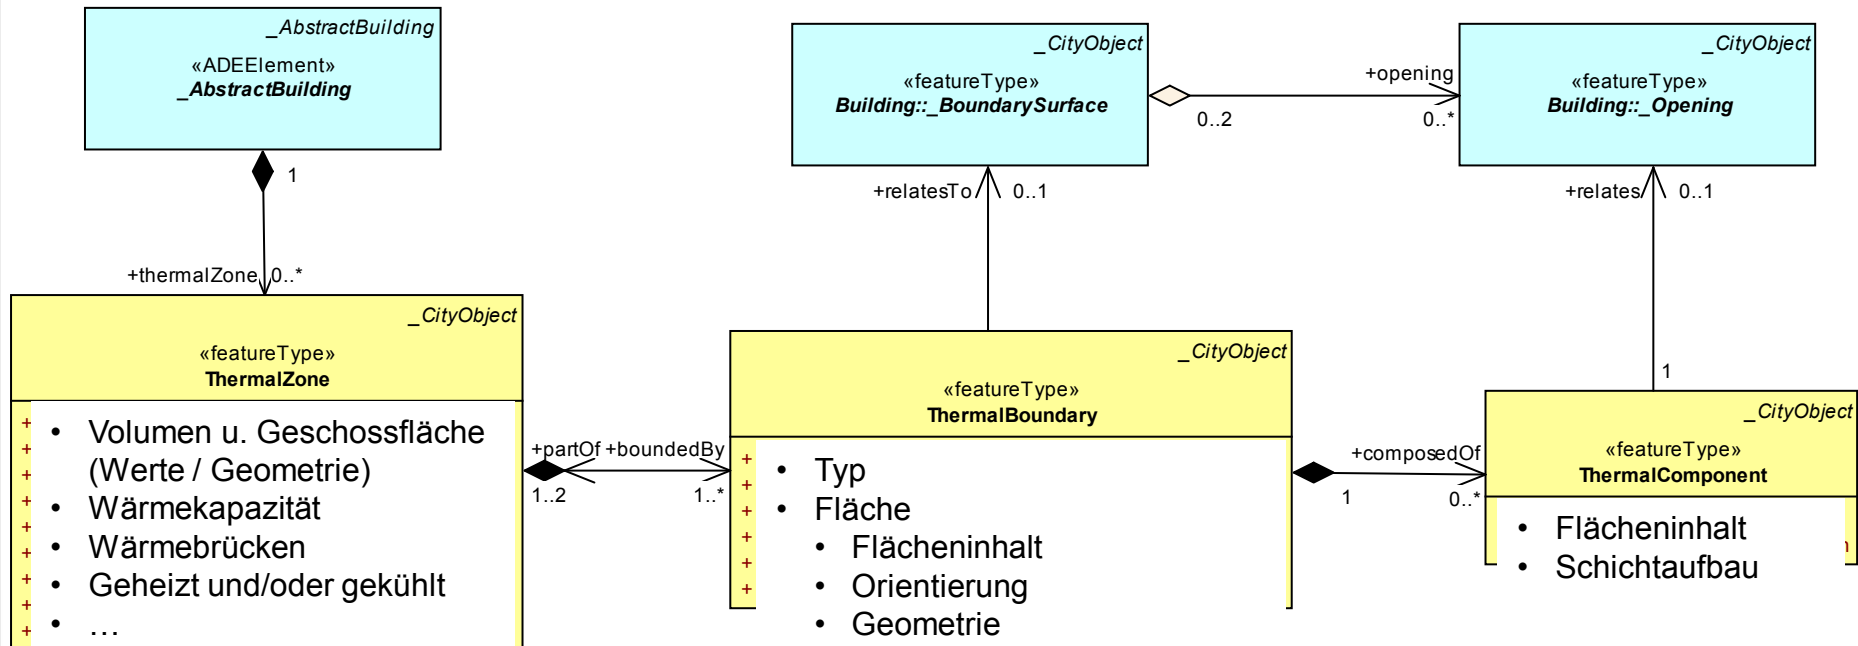 _AbstractBuilding
«ADEElement»
_AbstractBuilding
1
+thermalZone 0..*
_CityObject
«featureType»
ThermalZone
+
+
+
+
+
+
+
+
+
• Volumen u. Geschossfläche
(Werte / Geometrie)
• Wärmekapazität
• Wärmebrücken
• Geheizt und/oder gekühlt
• …
+partOf +boundedBy
1..2 1..*
_CityObject
«featureType»
Building::_BoundarySurface
+opening
0..2 0..*
_CityObject
«featureType»
Building::_Opening
+relatesTo 0..1
+relates 0..1
1
_CityObject
«featureType»
ThermalBoundary
+
+
+
+
+
+
• Typ
• Fläche
• Flächeninhalt
• Orientierung
• Geometrie
+composedOf
1 0..*
_CityObject
«featureType»
ThermalComponent
• Flächeninhalt
• Schichtaufbau